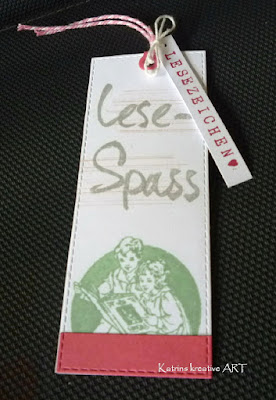 LESEZEICHEN♥
Lese-
Spass
Katrins kreative ART